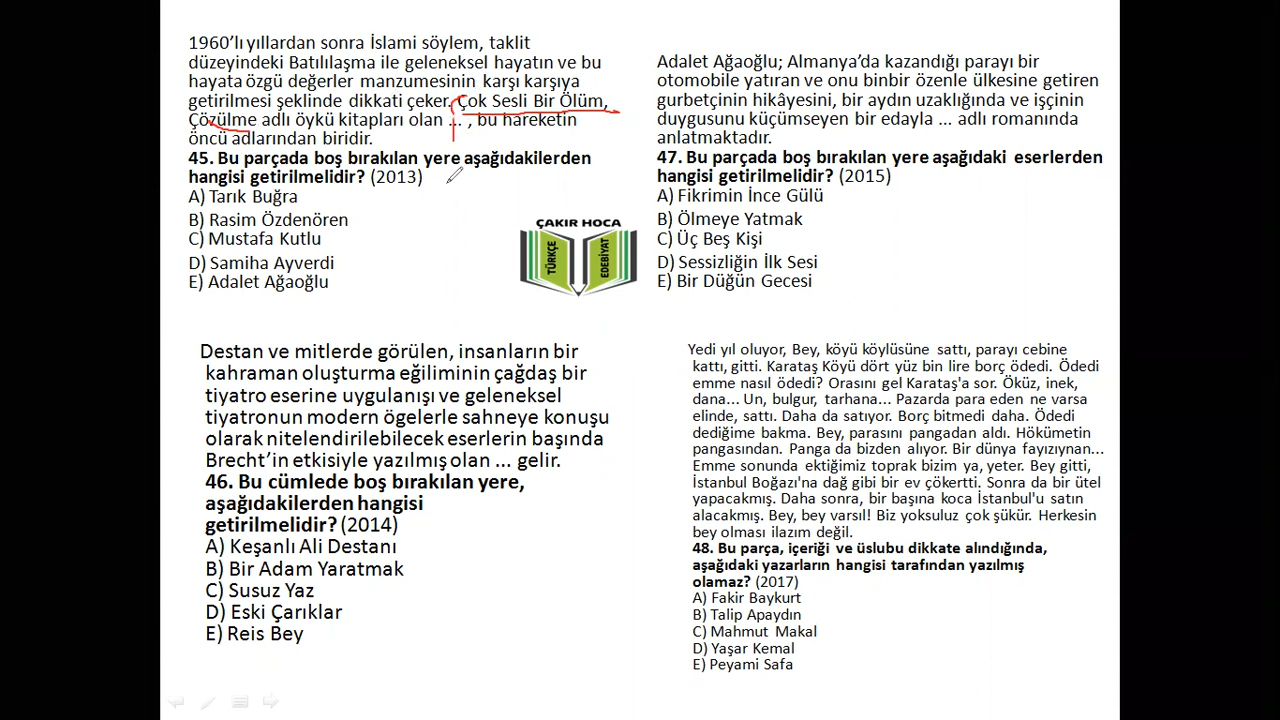 1960’lı yıllardan sonra İslami söylem, taklit
düzeyindeki Batılılaşma ile geleneksel hayatın ve bu
hayata özgü değerler manzumesinin karşı karşıya
getirilmesi şeklinde dikkati çeker. Çok Sesli Bir Ölüm,
Çözülme adlı öykü kitapları olan ... , bu hareketin
öncü adlarından biridir.
45. Bu parçada boş bırakılan yere aşağıdakilerden
hangisi getirilmelidir? (2013)
A) Tarık Buğra
B) Rasim Özdenören
C) Mustafa Kutlu
D) Samiha Ayverdi
E) Adalet Ağaoğlu
ÇAKIR HOCA
TÜRKÇE
EDEBİYAT
Destan ve mitlerde görülen, insanların bir
kahraman oluşturma eğiliminin çağdaş bir
tiyatro eserine uygulanışı ve geleneksel
tiyatronun modern ögelerle sahneye konuşu
olarak nitelendirilebilecek eserlerin başında
Brecht’in etkisiyle yazılmış olan ... gelir.
46. Bu cümlede boş bırakılan yere,
aşağıdakilerden hangisi
getirilmelidir? (2014)
A) Keşanlı Ali Destanı
B) Bir Adam Yaratmak
C) Susuz Yaz
D) Eski Çarıklar
E) Reis Bey
Adalet Ağaoğlu; Almanya’da kazandığı parayı bir
otomobile yatıran ve onu binbir özenle ülkesine getiren
gurbetçinin hikâyesini, bir aydın uzaklığında ve işçinin
duygusunu küçümseyen bir edayla ... adlı romanında
anlatmaktadır.
47. Bu parçada boş bırakılan yere aşağıdaki eserlerden
hangisi getirilmelidir? (2015)
A) Fikrimin İnce Gülü
B) Ölmeye Yatmak
C) Üç Beş Kişi
D) Sessizliğin İlk Sesi
E) Bir Düğün Gecesi
Yedi yıl oluyor, Bey, köyü köylüsüne sattı, parayı cebine
kattı, gitti. Karataş Köyü dört yüz bin lire borç ödedi. Ödedi
emme nasıl ödedi? Orasını gel Karataş'a sor. Öküz, inek,
dana... Un, bulgur, tarhana... Pazarda para eden ne varsa
elinde, sattı. Daha da satıyor. Borç bitmedi daha. Ödedi
dediğime bakma. Bey, parasını pangadan aldı. Hökümetin
pangasından. Panga da bizden alıyor. Bir dünya fayızıynan...
Emme sonunda ektiğimiz toprak bizim ya, yeter. Bey gitti,
İstanbul Boğazı'na dağ gibi bir ev çökertti. Sonra da bir ütel
yapacakmış. Daha sonra, bir başına koca İstanbul'u satın
alacakmış. Bey, bey varsıl! Biz yoksuluz çok şükür. Herkesin
bey olması ilazım değil.
48. Bu parça, içeriği ve üslubu dikkate alındığında,
aşağıdaki yazarların hangisi tarafından yazılmış
olamaz? (2017)
A) Fakir Baykurt
B) Talip Apaydın
C) Mahmut Makal
D) Yaşar Kemal
E) Peyami Safa